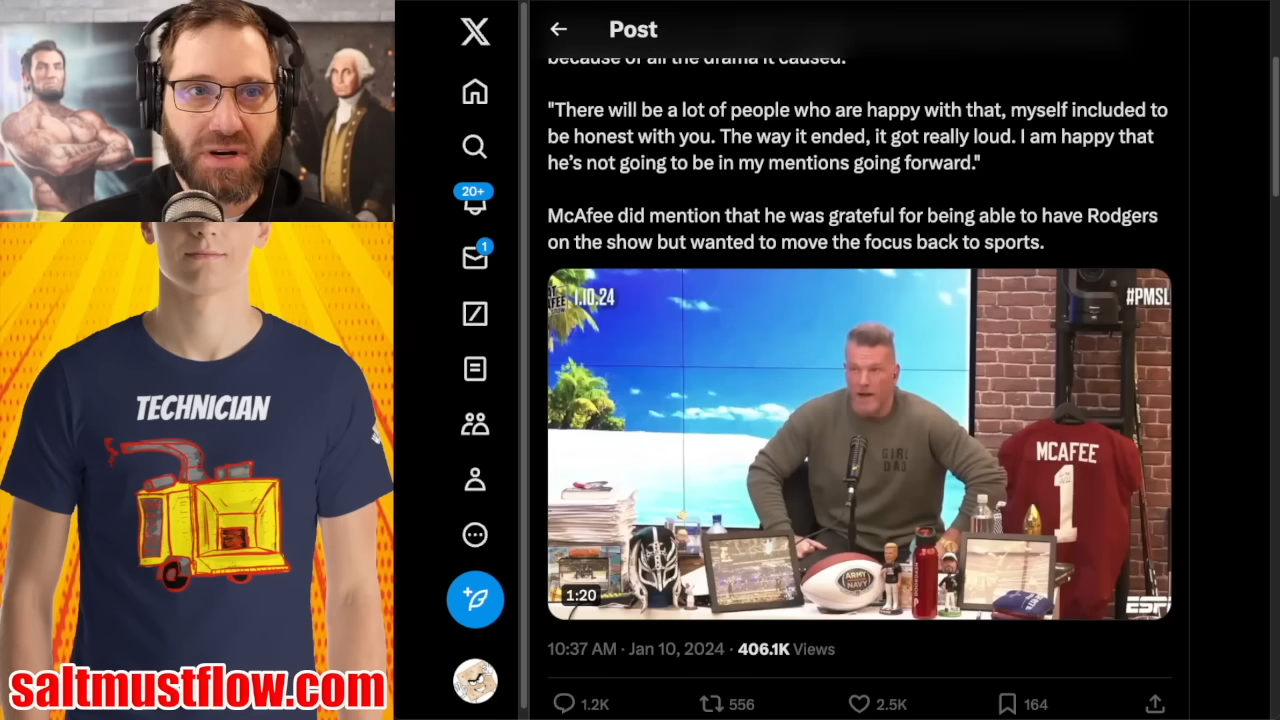 Post
because of all the drama it caused.
"There will be a lot of people who are happy with that, myself included to
be honest with you. The way it ended, it got really loud. I am happy that
he's not going to be in my mentions going forward."
McAfee did mention that he was grateful for being able to have Rodgers
on the show but wanted to move the focus back to sports.
1.10.24
#PMSL
GIRL
DAD
MCAFEE
1
ARMY
NAVY
1:20
ESP
10:37 AM · Jan 10, 2024 · 406.1K Views
1.2K
556
2.5K
164
20+
1
TECHNICIAN
saltmustflow.com